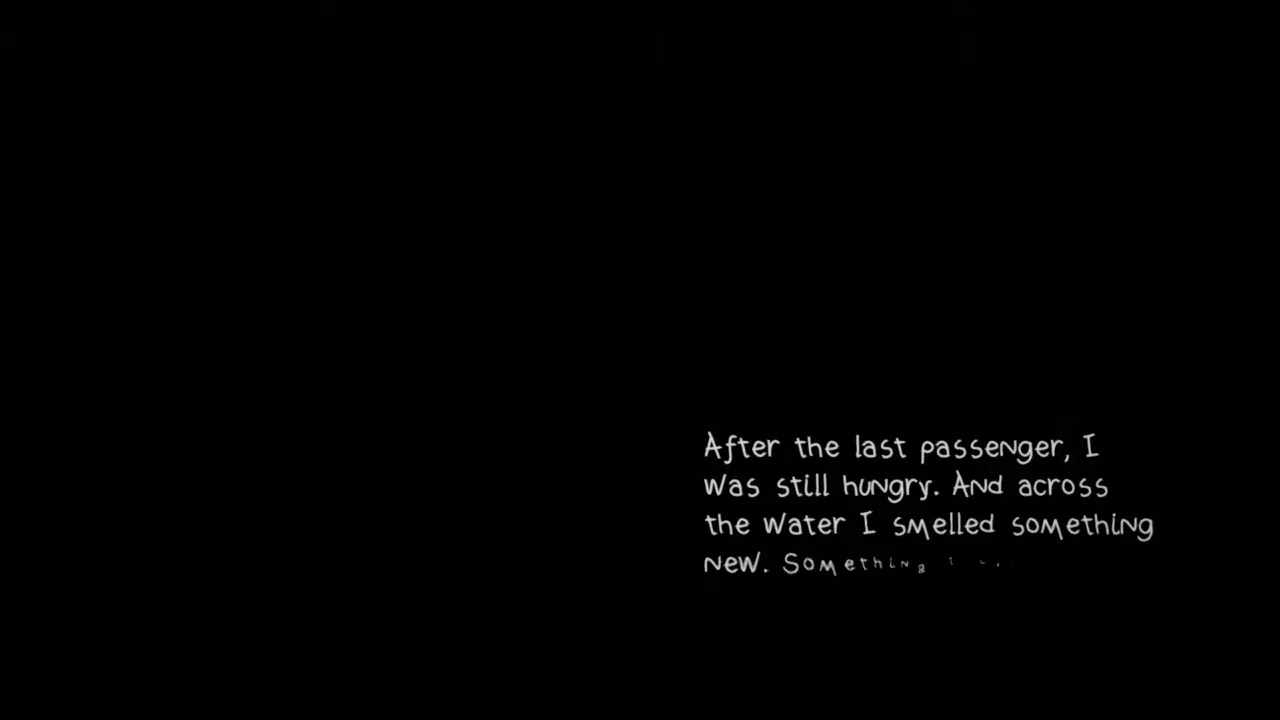 After the last passenger, I
was still hungry. And across
the water I smelled something
new. Something